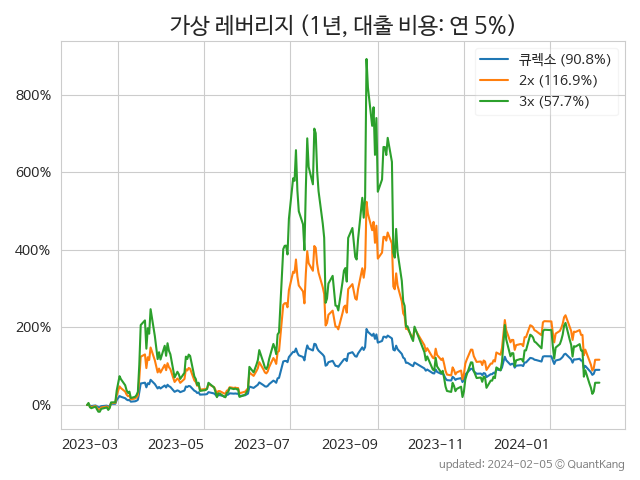 가상 레버리지 (1년, 대출 비용: 연 5%)
큐렉소 (90.8%)
2x (116.9%)
3x (57.7%)
800%
600%
400%
200%
0%
2023-03 2023-05 2023-07 2023-09 2023-11 2024-01
updated: 2024-02-05 © QuantKang